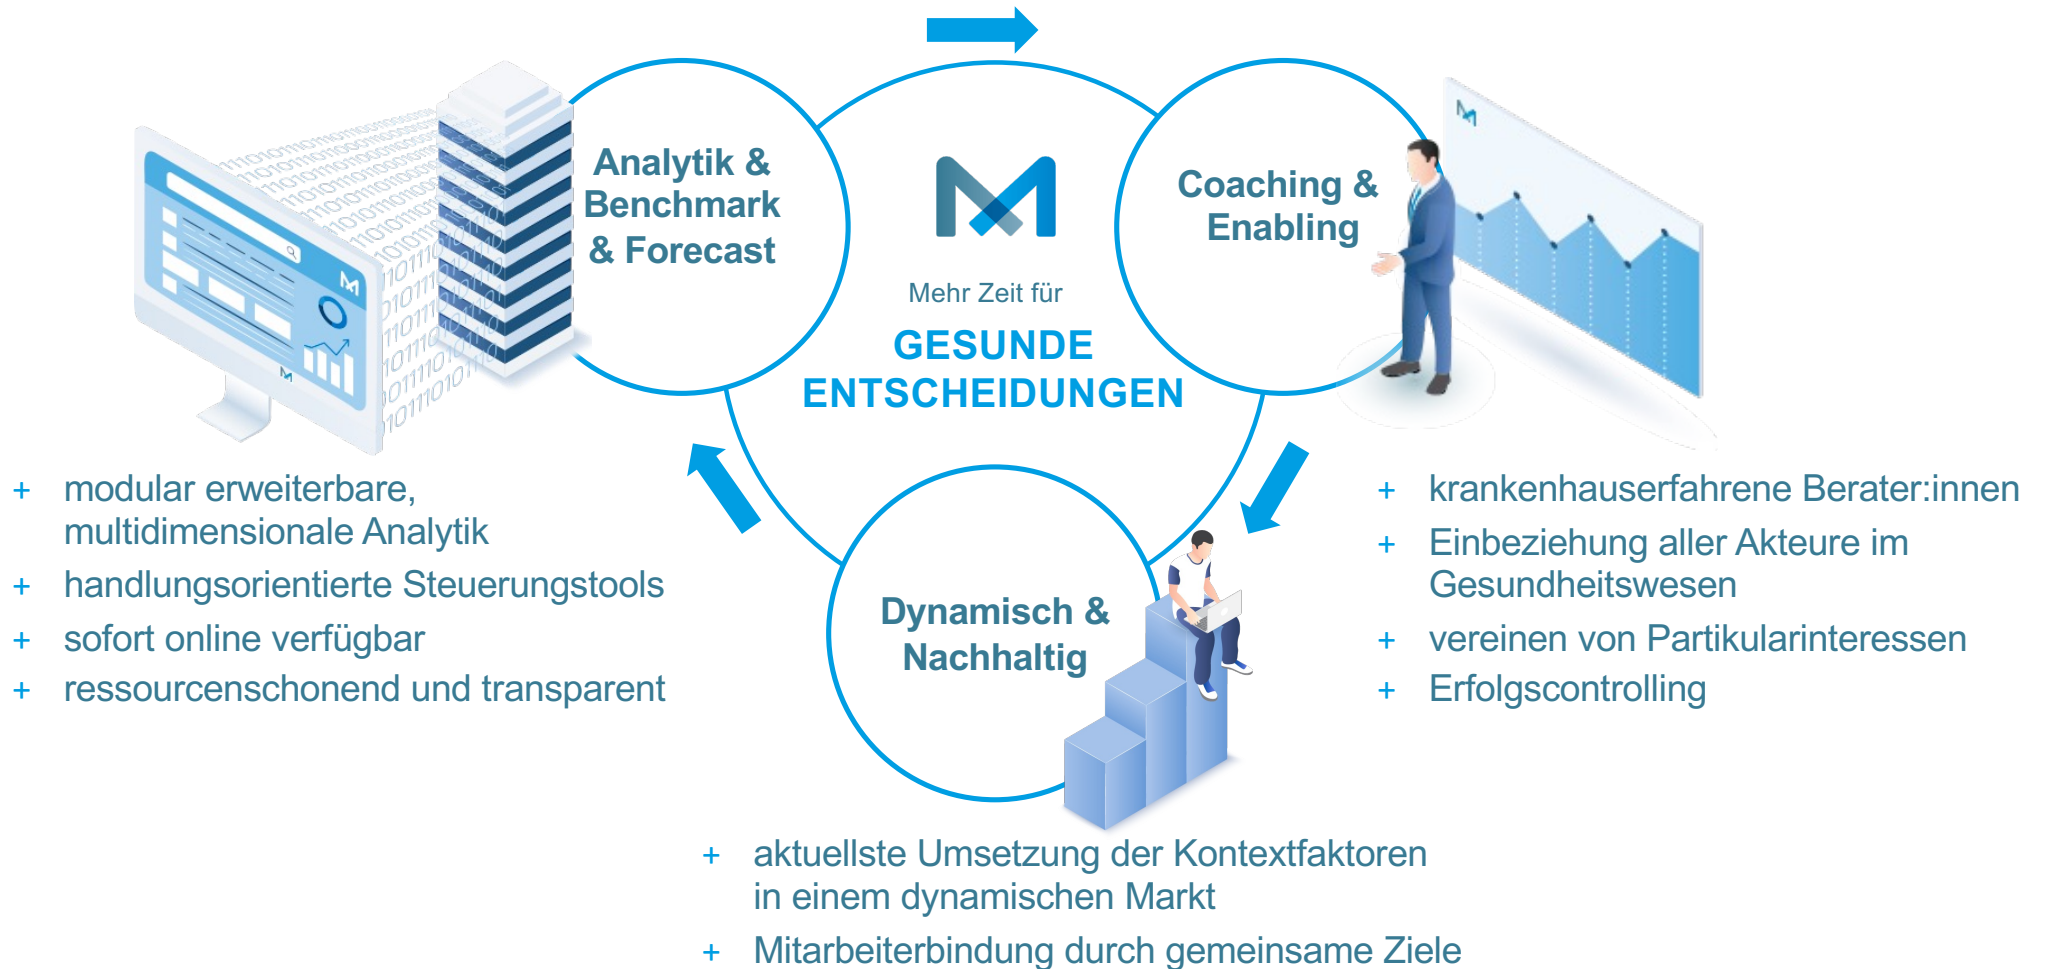 Analytik &
Benchmark
& Forecast
Mehr Zeit für
GESUNDE
ENTSCHEIDUNGEN
Coaching &
Enabling
Dynamisch &
Nachhaltig
+ modular erweiterbare,
multidimensionale Analytik
+ handlungsorientierte Steuerungstools
+ sofort online verfügbar
+ ressourcenschonend und transparent
+ krankenhauserfahrene Berater:innen
+ Einbeziehung aller Akteure im
Gesundheitswesen
+ vereinen von Partikularinteressen
+ Erfolgscontrolling
+ aktuellste Umsetzung der Kontextfaktoren
in einem dynamischen Markt
+ Mitarbeiterbindung durch gemeinsame Ziele